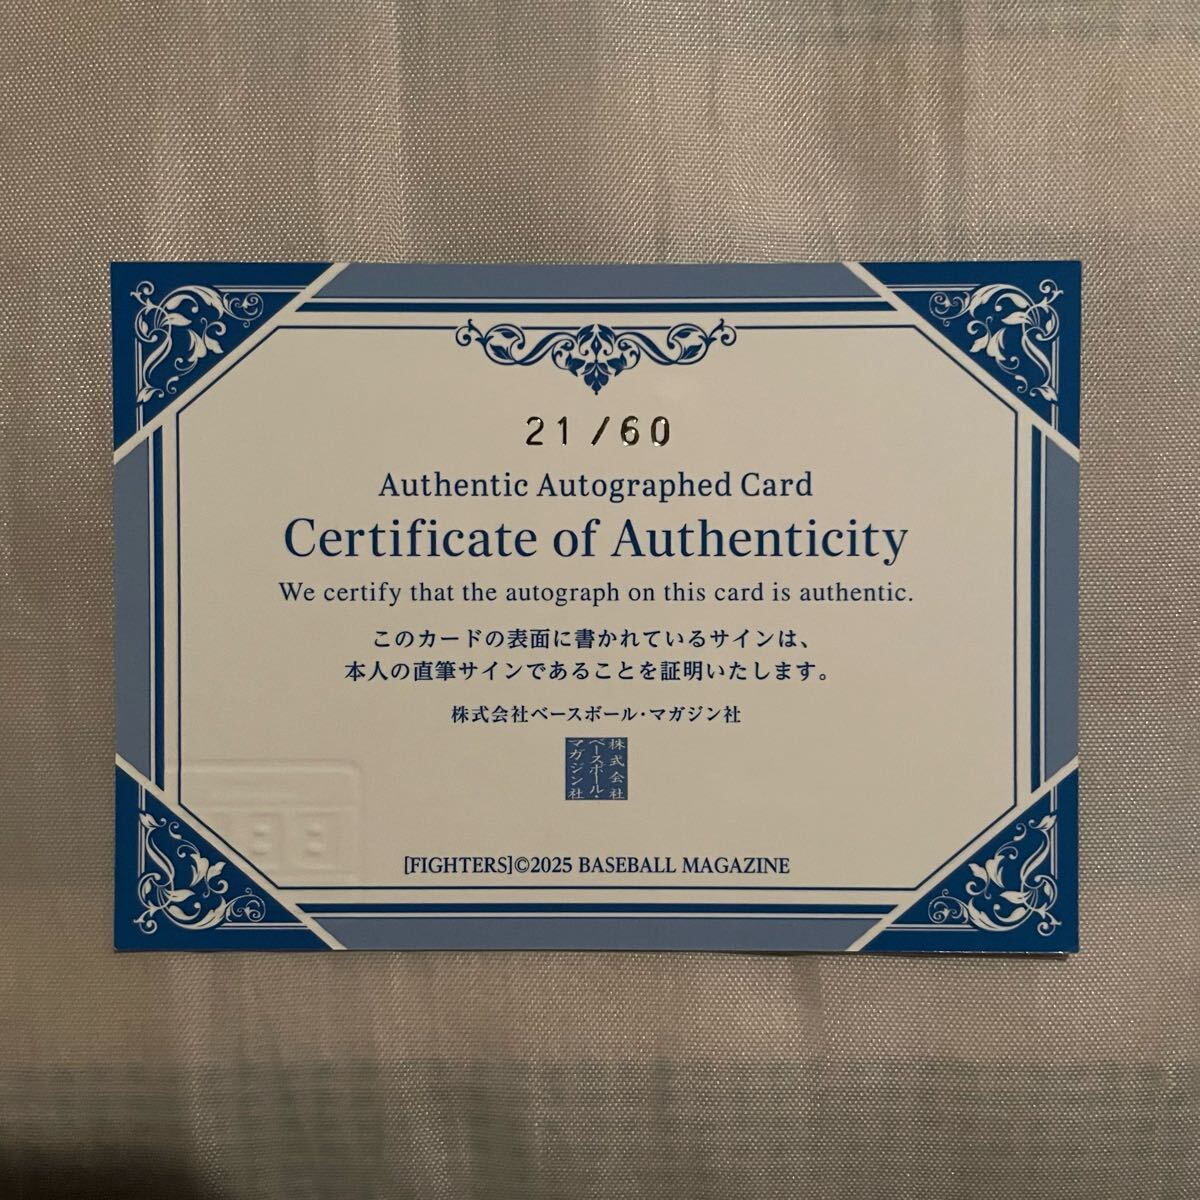 21/60
Authentic Autographed Card
Certificate of Authenticity
We certify that the autograph on this card is authentic.
このカードの表面に書かれているサインは、
本人の直筆サインであることを証明いたします。
株式会社ベースボール・マガジン社
株式会社
ベースボール・
マガジン社
[FIGHTERS]©2025 BASEBALL MAGAZINE